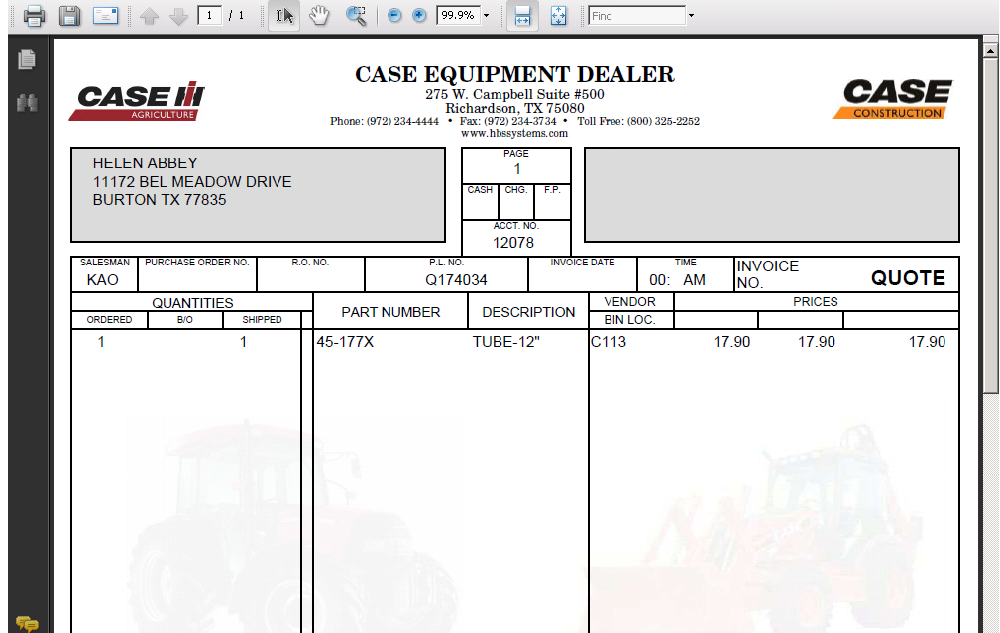 1 / 1 99.9% Find
CASE IH
AGRICULTURE
CASE EQUIPMENT DEALER
275 W. Campbell Suite #500
Richardson, TX 75080
Phone: (972) 234-4444 • Fax: (972) 234-3734 • Toll Free: (800) 325-2252
www.hbssystems.com
CASE
CONSTRUCTION
HELEN ABBEY
11172 BEL MEADOW DRIVE
BURTON TX 77835
PAGE
1
CASH CHG. F.P.
ACCT. NO.
12078
SALESMAN PURCHASE ORDER NO. R.O. NO. P.L. NO. INVOICE DATE TIME INVOICE NO.
KAO Q174034 00: AM QUOTE
QUANTITIES PART NUMBER DESCRIPTION VENDOR PRICES
ORDERED B/O SHIPPED BIN LOC.
1 1 45-177X TUBE-12" C113 17.90 17.90 17.90